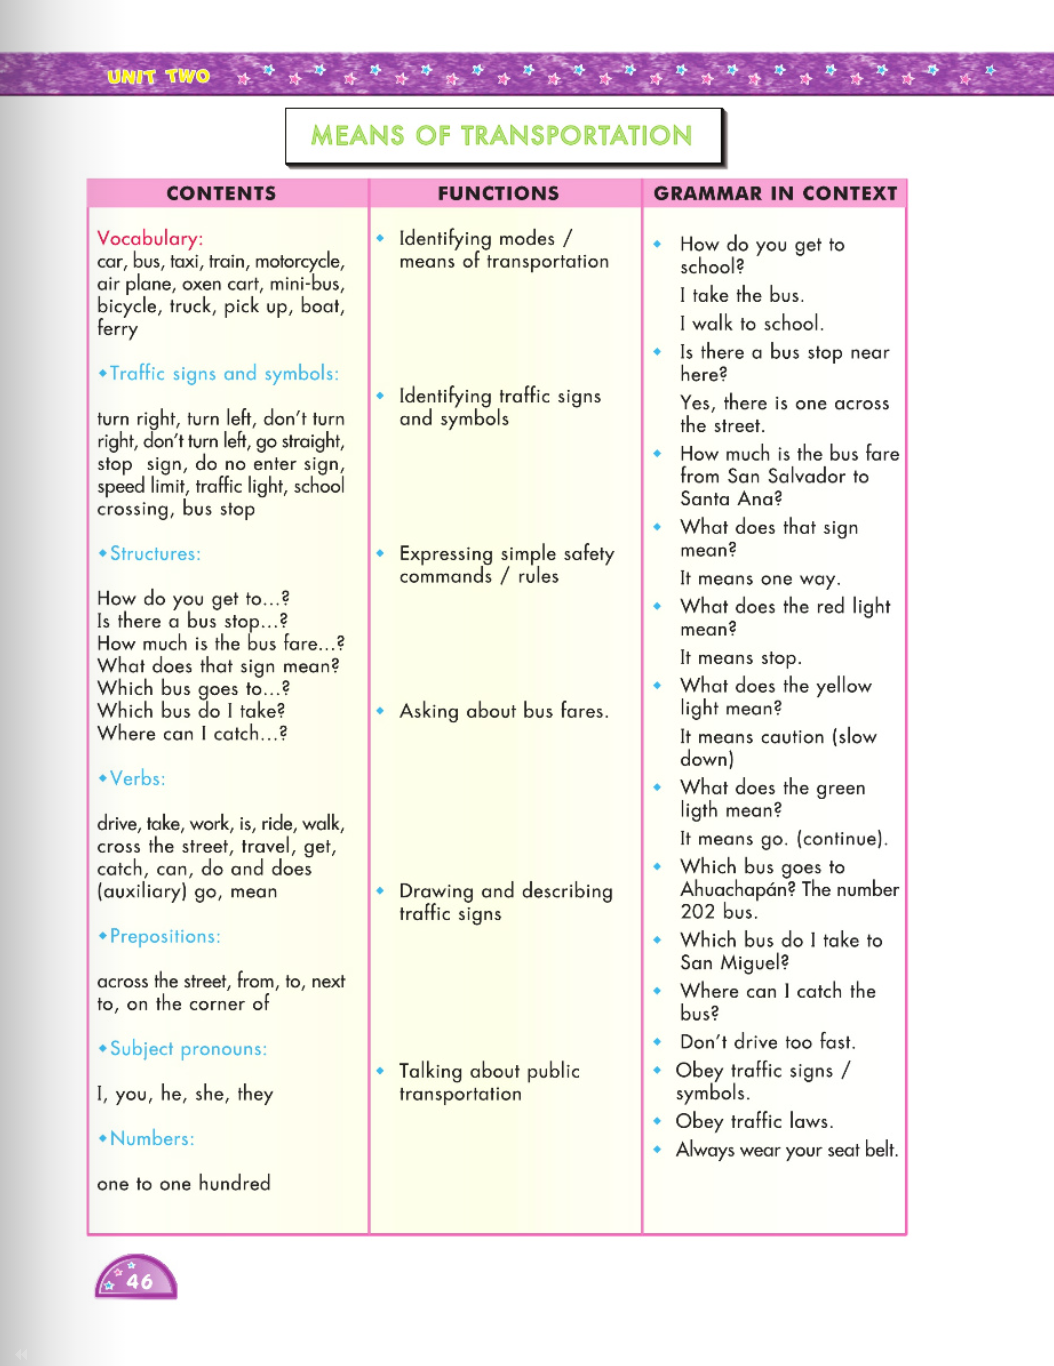 UNIT TWO
MEANS OF TRANSPORTATION
CONTENTS
Vocabulary:
car, bus, taxi, train, motorcycle,
air plane, oxen cart, mini-bus,
bicycle, truck, pick up, boat,
ferry
Traffic signs and symbols:
turn right, turn left, don't turn
right, don't turn left, go straight,
stop sign, do no enter sign,
speed limit, traffic light, school
crossing, bus stop
Structures:
How do you get to...?
Is there a bus stop...?
How much is the bus fare...?
What does that sign mean?
Which bus goes to...?
Which bus do I take?
Where can I catch...?
Verbs:
drive, take, work, is, ride, walk,
cross the street, travel, get,
catch, can, do and does
(auxiliary) go, mean
Prepositions:
across the street, from, to, next
to, on the corner of
Subject pronouns:
I, you, he, she, they
Numbers:
one to one hundred
FUNCTIONS
Identifying modes /
means of transportation
Identifying traffic signs
and symbols
Expressing simple safety
commands / rules
Asking about bus fares.
Drawing and describing
traffic signs
Talking about public
transportation
GRAMMAR IN CONTEXT
How do you get to
school?
I take the bus.
I walk to school.
Is there a bus stop near
here?
Yes, there is one across
the street.
How much is the bus fare
from San Salvador to
Santa Ana?
What does that sign
mean?
It means one way.
What does the red light
mean?
It means stop.
What does the yellow
light mean?
It means caution (slow
down)
What does the green
ligth mean?
It means go. (continue).
Which bus goes to
Ahuachapán? The number
202 bus.
Which bus do I take to
San Miguel?
Where can I catch the
bus?
Don't drive too fast.
Obey traffic signs /
symbols.
Obey traffic laws.
Always wear your seat belt.
46